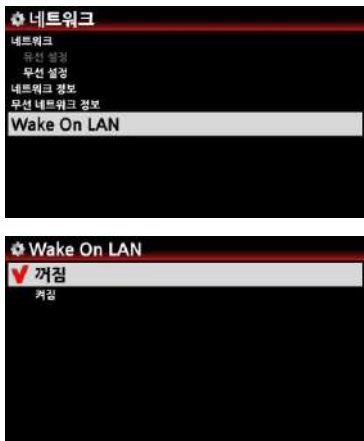 네트워크
네트워크
유선 설정
무선 설정
네트워크 정보
무선 네트워크 정보
Wake On LAN
Wake On LAN
꺼짐
켜짐